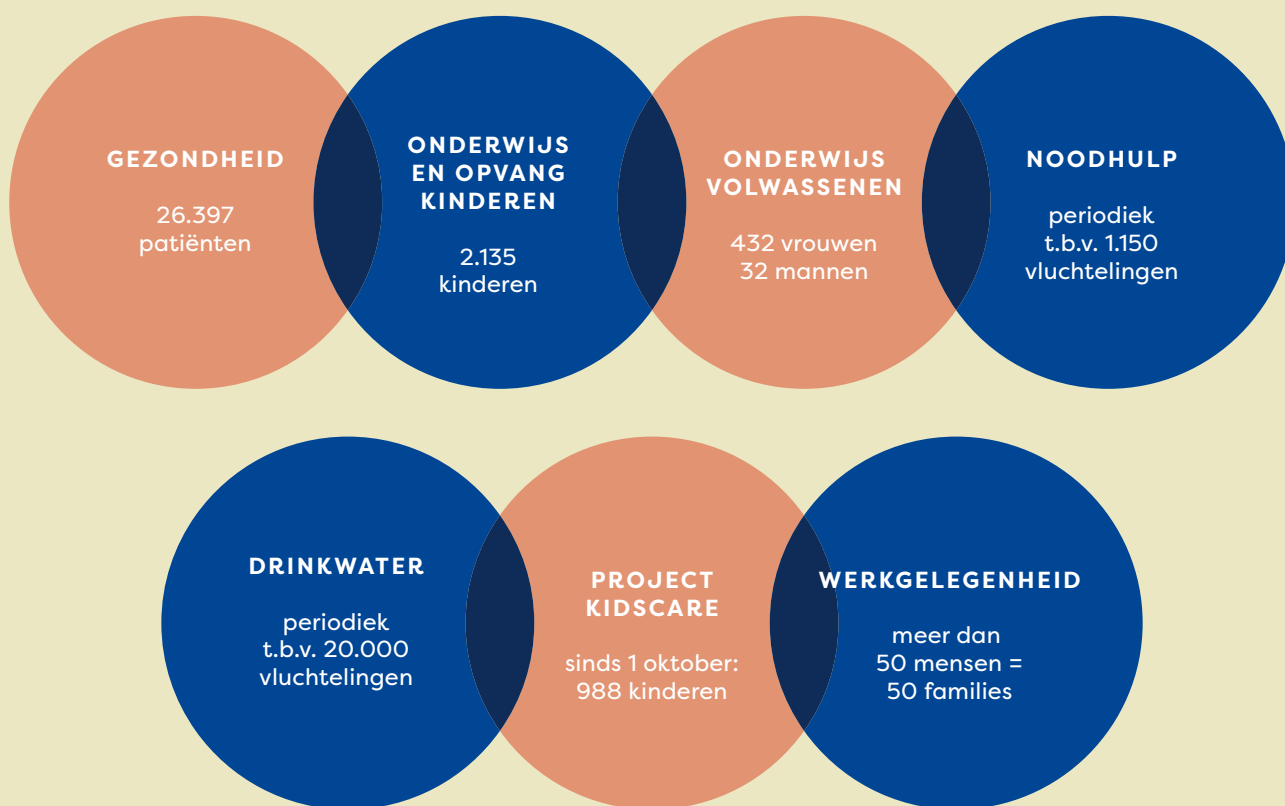 GEZONDHEID
26.397
patiënten
ONDERWIJS
EN OPVANG
KINDEREN
2.135
kinderen
ONDERWIJS
VOLWASSENEN
432 vrouwen
32 mannen
NOODHULP
periodiek
t.b.v. 1.150
vluchtelingen
DRINKWATER
periodiek
t.b.v. 20.000
vluchtelingen
PROJECT
KIDSCARE
sinds 1 oktober:
988 kinderen
WERKGELEGENHEID
meer dan
50 mensen =
50 families